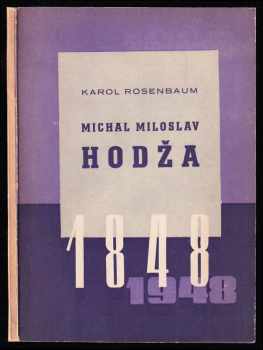 KAROL ROSENBAUM
MICHAL MILOSLAV
HODŽA
1848
1948